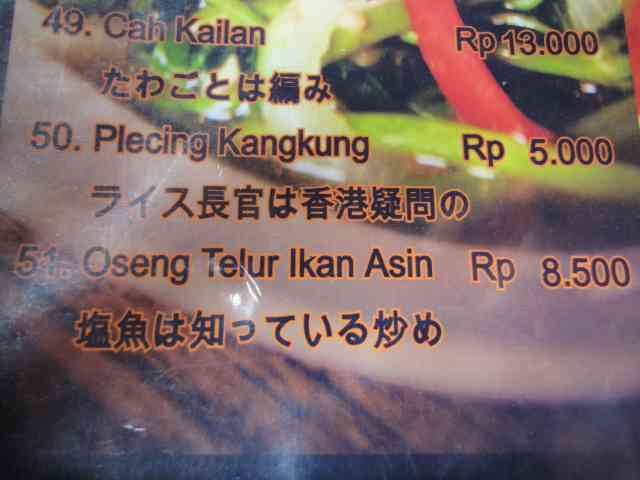 49. Cah Kailan Rp 13.000
たわごとは編み
50. Plecing Kangkung Rp 5.000
ライス長官は香港疑問の
51. Oseng Telur Ikan Asin Rp 8.500
塩魚は知っている炒め